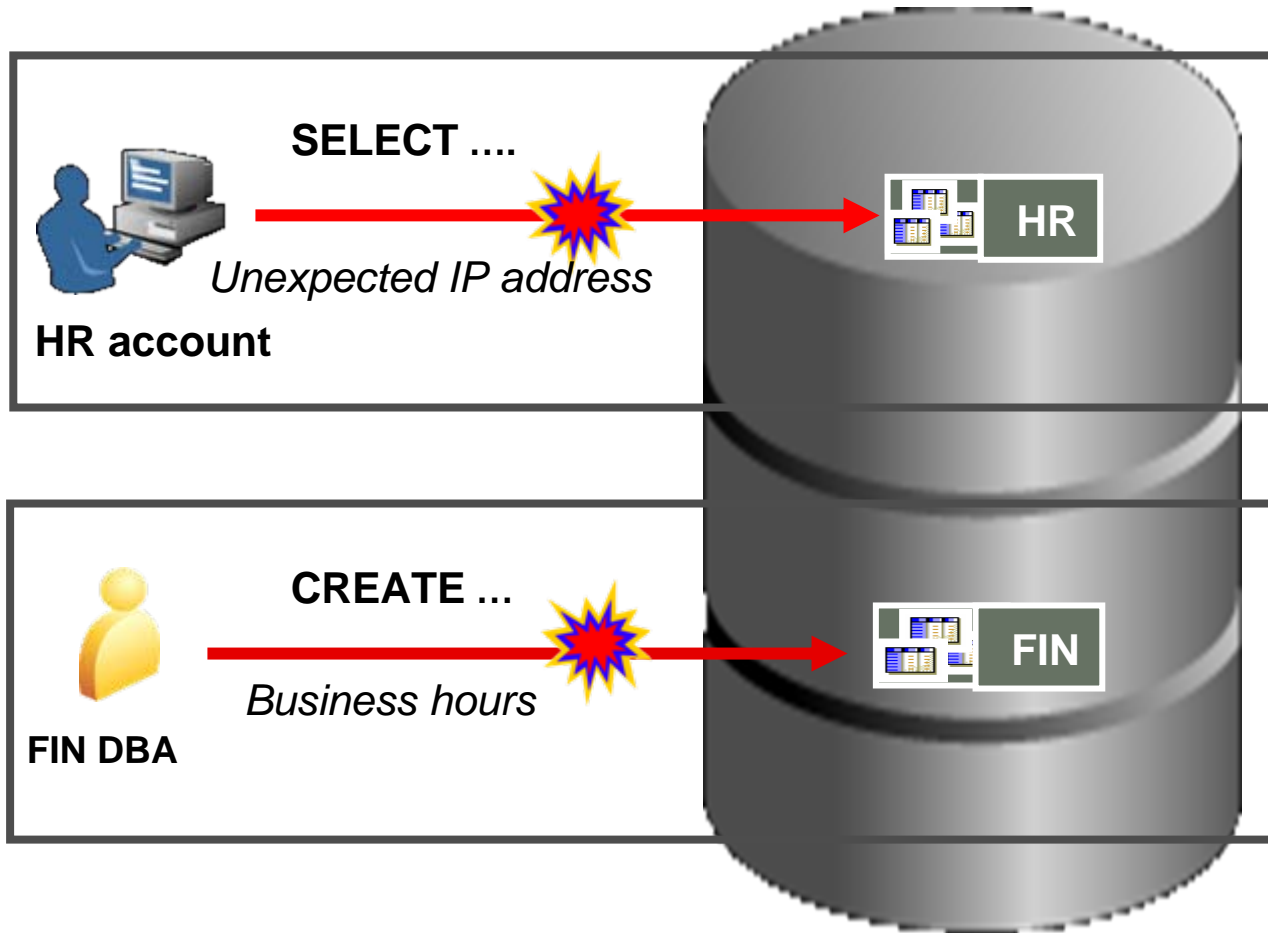 SELECT ....
HR
Unexpected IP address
HR account
CREATE ...
FIN
Business hours
FIN DBA